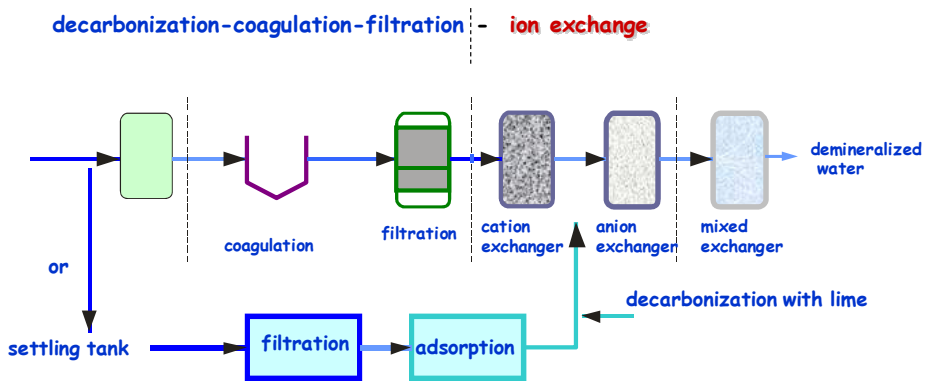 decarbonization-coagulation-filtration - ion exchange
demineralized
water
coagulation
filtration
cation
exchanger
anion
exchanger
mixed
exchanger
or
decarbonization with lime
settling tank
filtration
adsorption